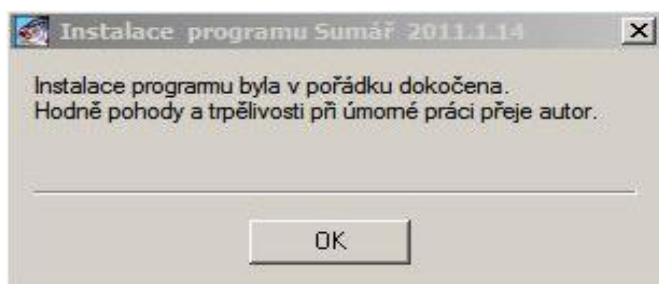 Instalace programu Sumář 2011.1.14
Instalace programu byla v pořádku dokočena.
Hodně pohody a trpělivosti při úmorné práci přeje autor.
OK